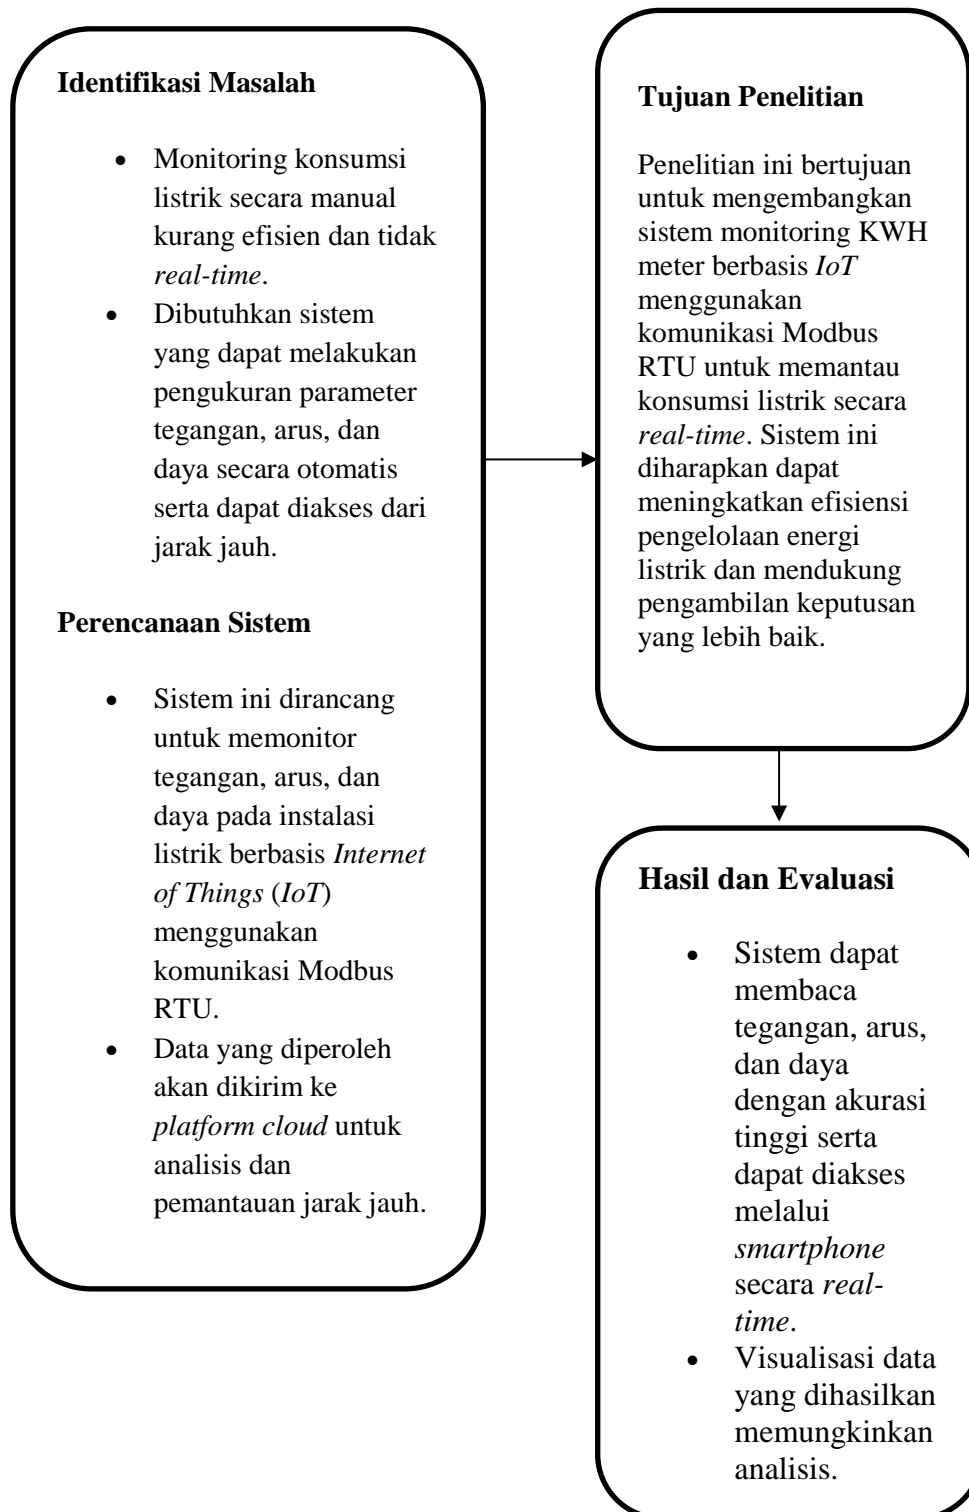 Identifikasi Masalah
• Monitoring konsumsi
listrik secara manual
kurang efisien dan tidak
real-time.
• Dibutuhkan sistem
yang dapat melakukan
pengukuran parameter
tegangan, arus, dan
daya secara otomatis
serta dapat diakses dari
jarak jauh.
Perencanaan Sistem
• Sistem ini dirancang
untuk memonitor
tegangan, arus, dan
daya pada instalasi
listrik berbasis Internet
of Things (IoT)
menggunakan
komunikasi Modbus
RTU.
• Data yang diperoleh
akan dikirim ke
platform cloud untuk
analisis dan
pemantauan jarak jauh.
Tujuan Penelitian
Penelitian ini bertujuan
untuk mengembangkan
sistem monitoring KWH
meter berbasis IoT
menggunakan
komunikasi Modbus
RTU untuk memantau
konsumsi listrik secara
real-time. Sistem ini
diharapkan dapat
meningkatkan efisiensi
pengelolaan energi
listrik dan mendukung
pengambilan keputusan
yang lebih baik.
Hasil dan Evaluasi
• Sistem dapat
membaca
tegangan, arus,
dan daya
dengan akurasi
tinggi serta
dapat diakses
melalui
smartphone
secara real-
time.
• Visualisasi data
yang dihasilkan
memungkinkan
analisis.